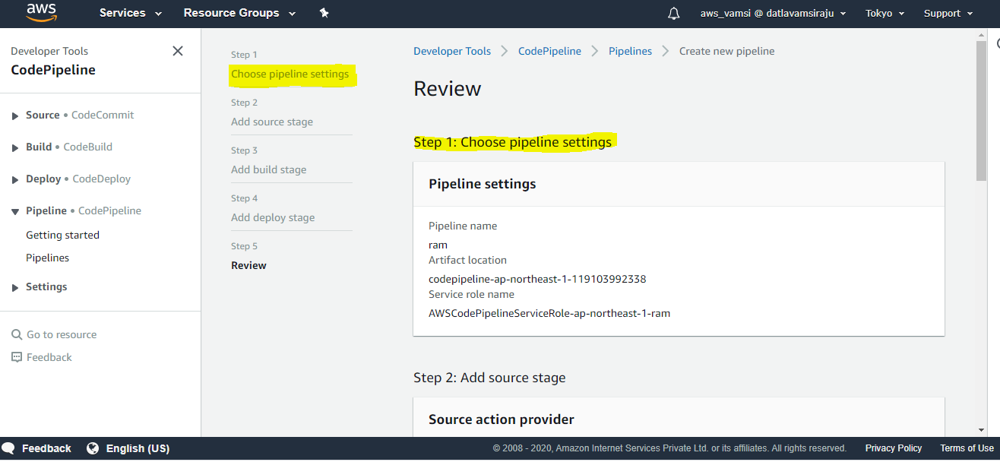 aws Services Resource Groups aws_vamsi @ datlavamsiraju Tokyo Support
Developer Tools
CodePipeline
Source • CodeCommit
Build • CodeBuild
Deploy • CodeDeploy
Pipeline • CodePipeline
Getting started
Pipelines
Settings
Go to resource
Feedback
Step 1
Choose pipeline settings
Step 2
Add source stage
Step 3
Add build stage
Step 4
Add deploy stage
Step 5
Review
Developer Tools > CodePipeline > Pipelines > Create new pipeline
Review
Step 1: Choose pipeline settings
Pipeline settings
Pipeline name
ram
Artifact location
codepipeline-ap-northeast-1-119103992338
Service role name
AWSCodePipelineServiceRole-ap-northeast-1-ram
Step 2: Add source stage
Source action provider
Feedback English (US) © 2008 - 2020, Amazon Internet Services Private Ltd. or its affiliates. All rights reserved. Privacy Policy Terms of Use